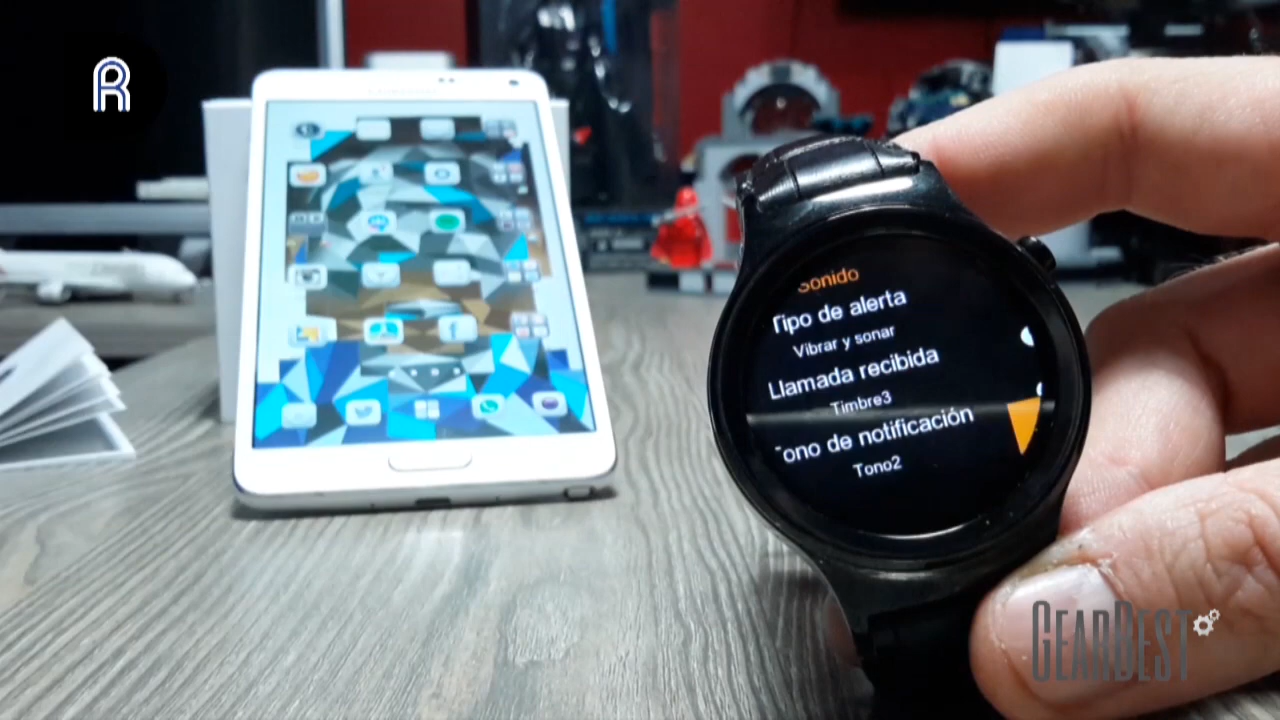 R
Sonido
Tipo de alerta
Vibrar y sonar
Llamada recibida
Timbre3
Tono de notificación
Tono2
GEARBEST